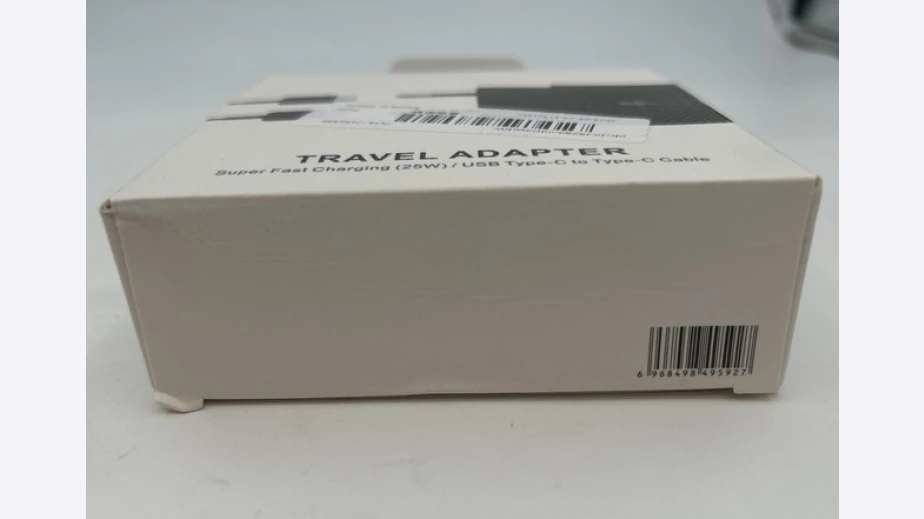 TRAVEL ADAPTER
Super Fast Charging (25W) / USB Type-C to Type-C Cable
6 968498 495927